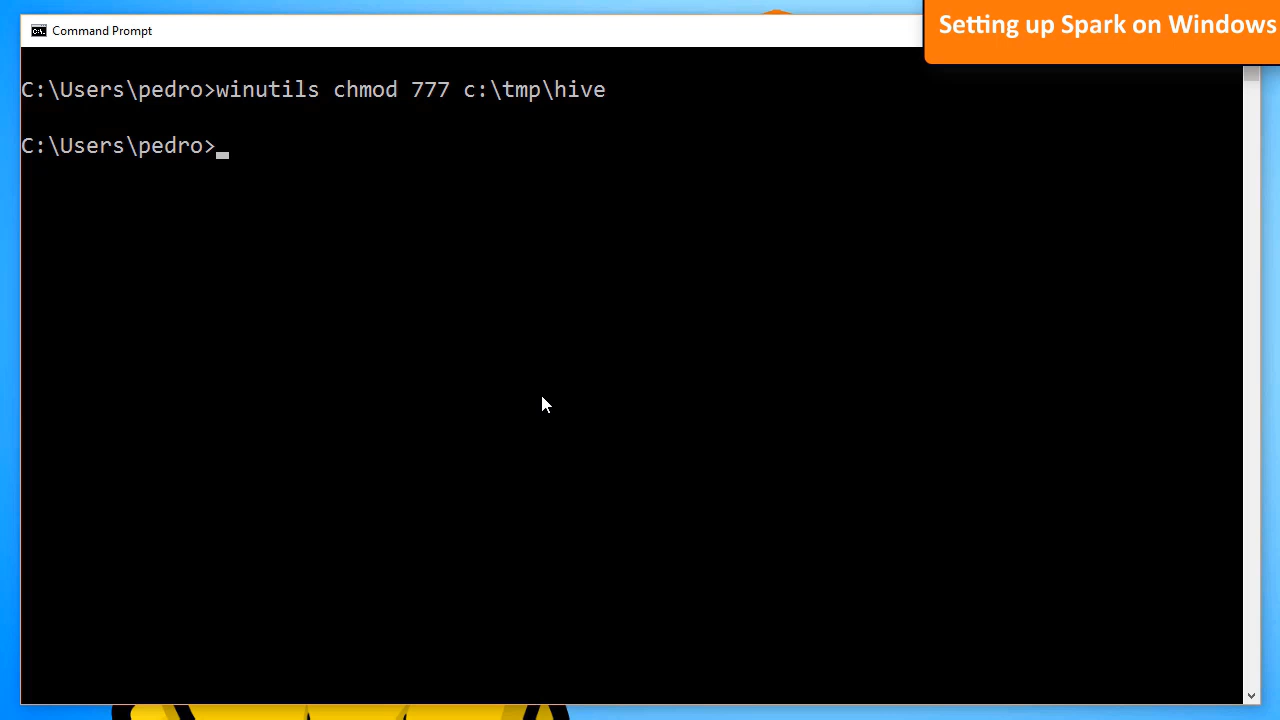 Command Prompt
Setting up Spark on Windows
C:\Users\pedro>winutils chmod 777 c:\tmp\hive
C:\Users\pedro>